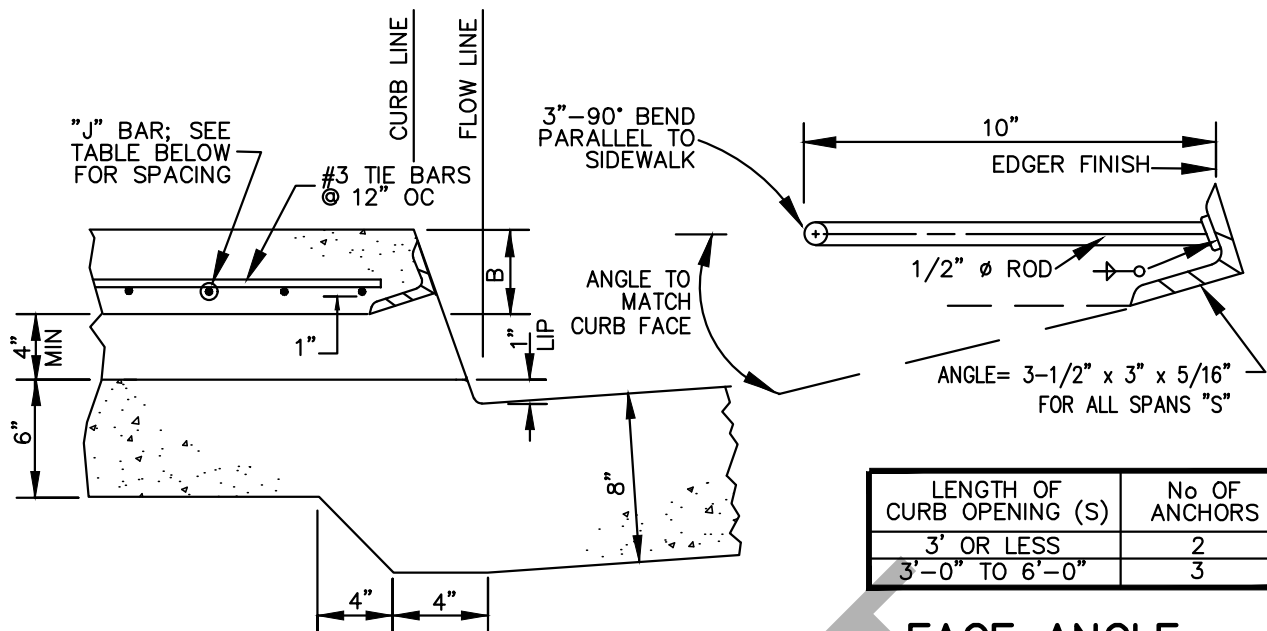 CURB LINE
FLOW LINE
"J" BAR; SEE
TABLE BELOW
FOR SPACING
#3 TIE BARS
@ 12" OC
B
1"
LIP
4"
MIN
1"
6"
8"
4"
4"
3"-90° BEND
PARALLEL TO
SIDEWALK
10"
EDGER FINISH
1/2" ø ROD
ANGLE TO
MATCH
CURB FACE
ANGLE= 3-1/2" x 3" x 5/16"
FOR ALL SPANS "S"
LENGTH OF
CURB OPENING (S)
No OF
ANCHORS
3' OR LESS
2
3'-0" TO 6'-0"
3
FACE ANGLE